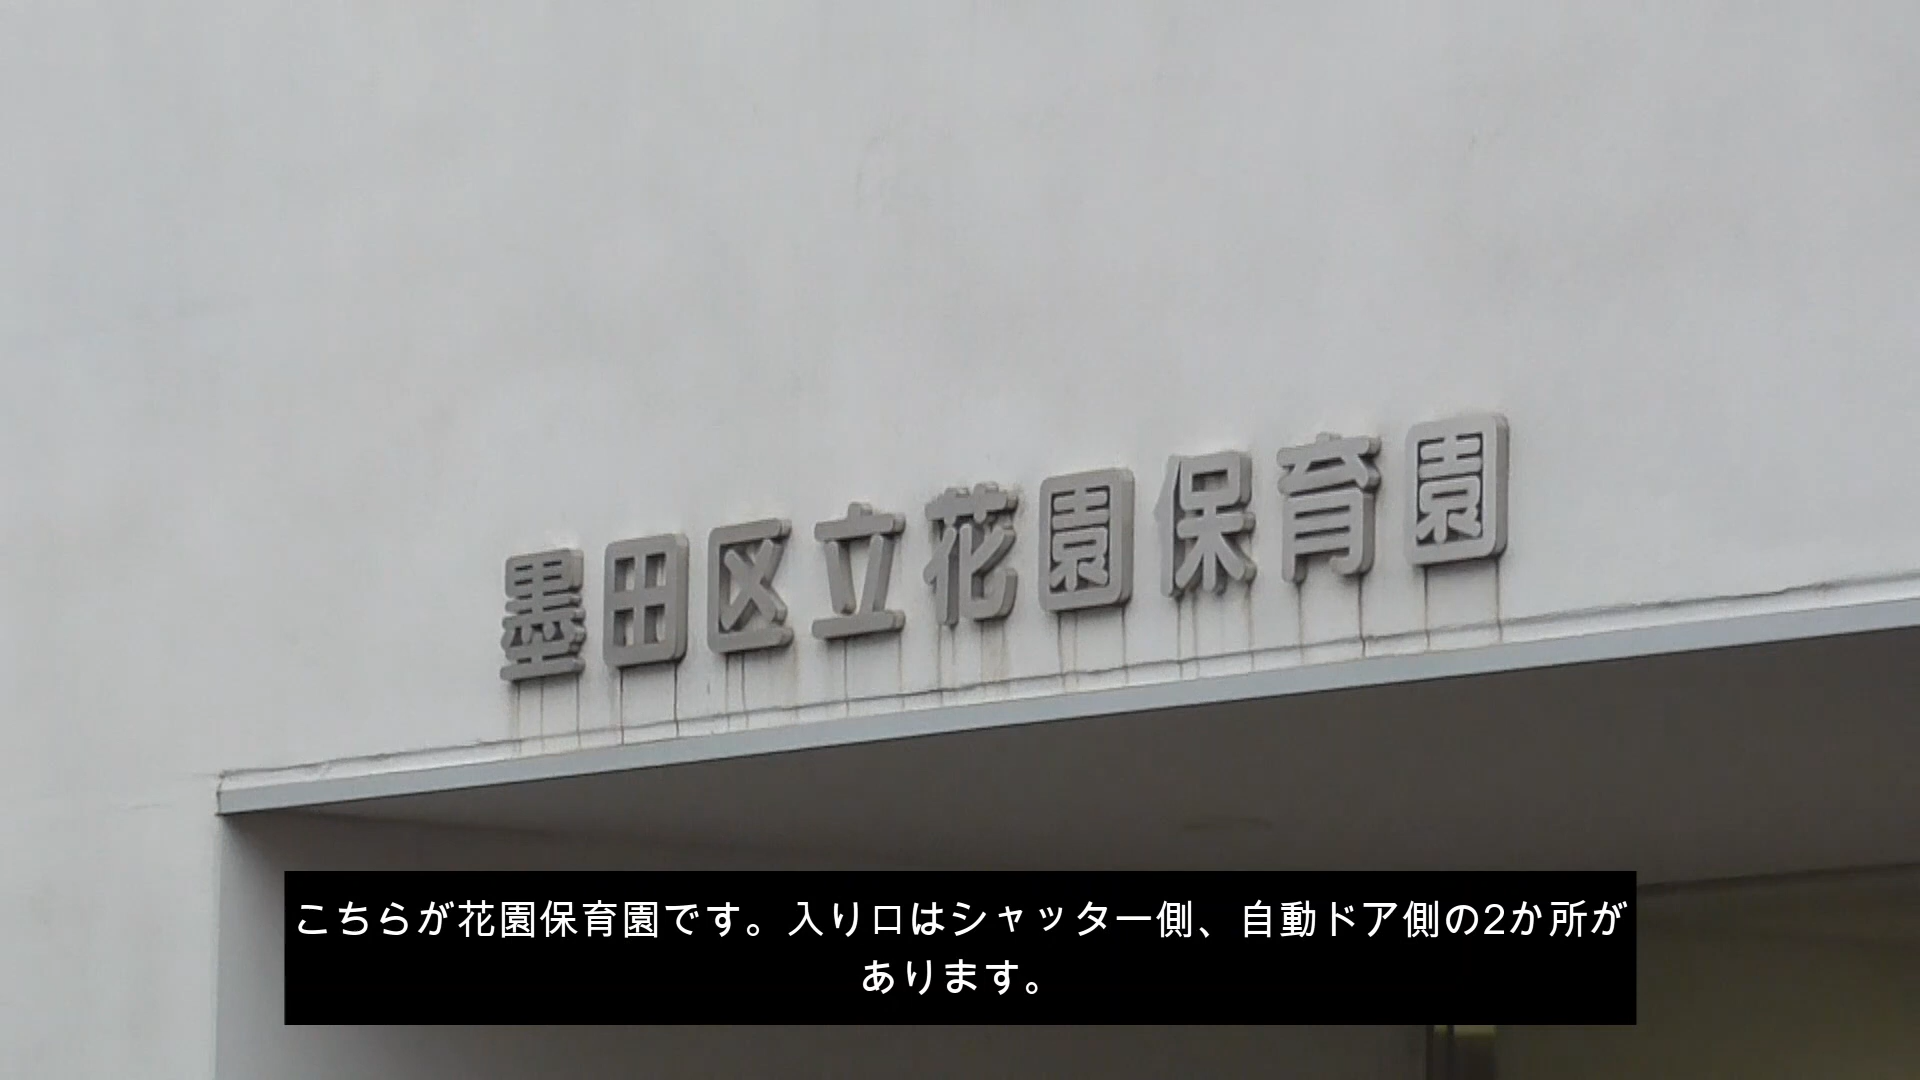 墨田区立花園保育園
こちらが花園保育園です。入り口はシャッター側、自動ドア側の2か所が
あります。